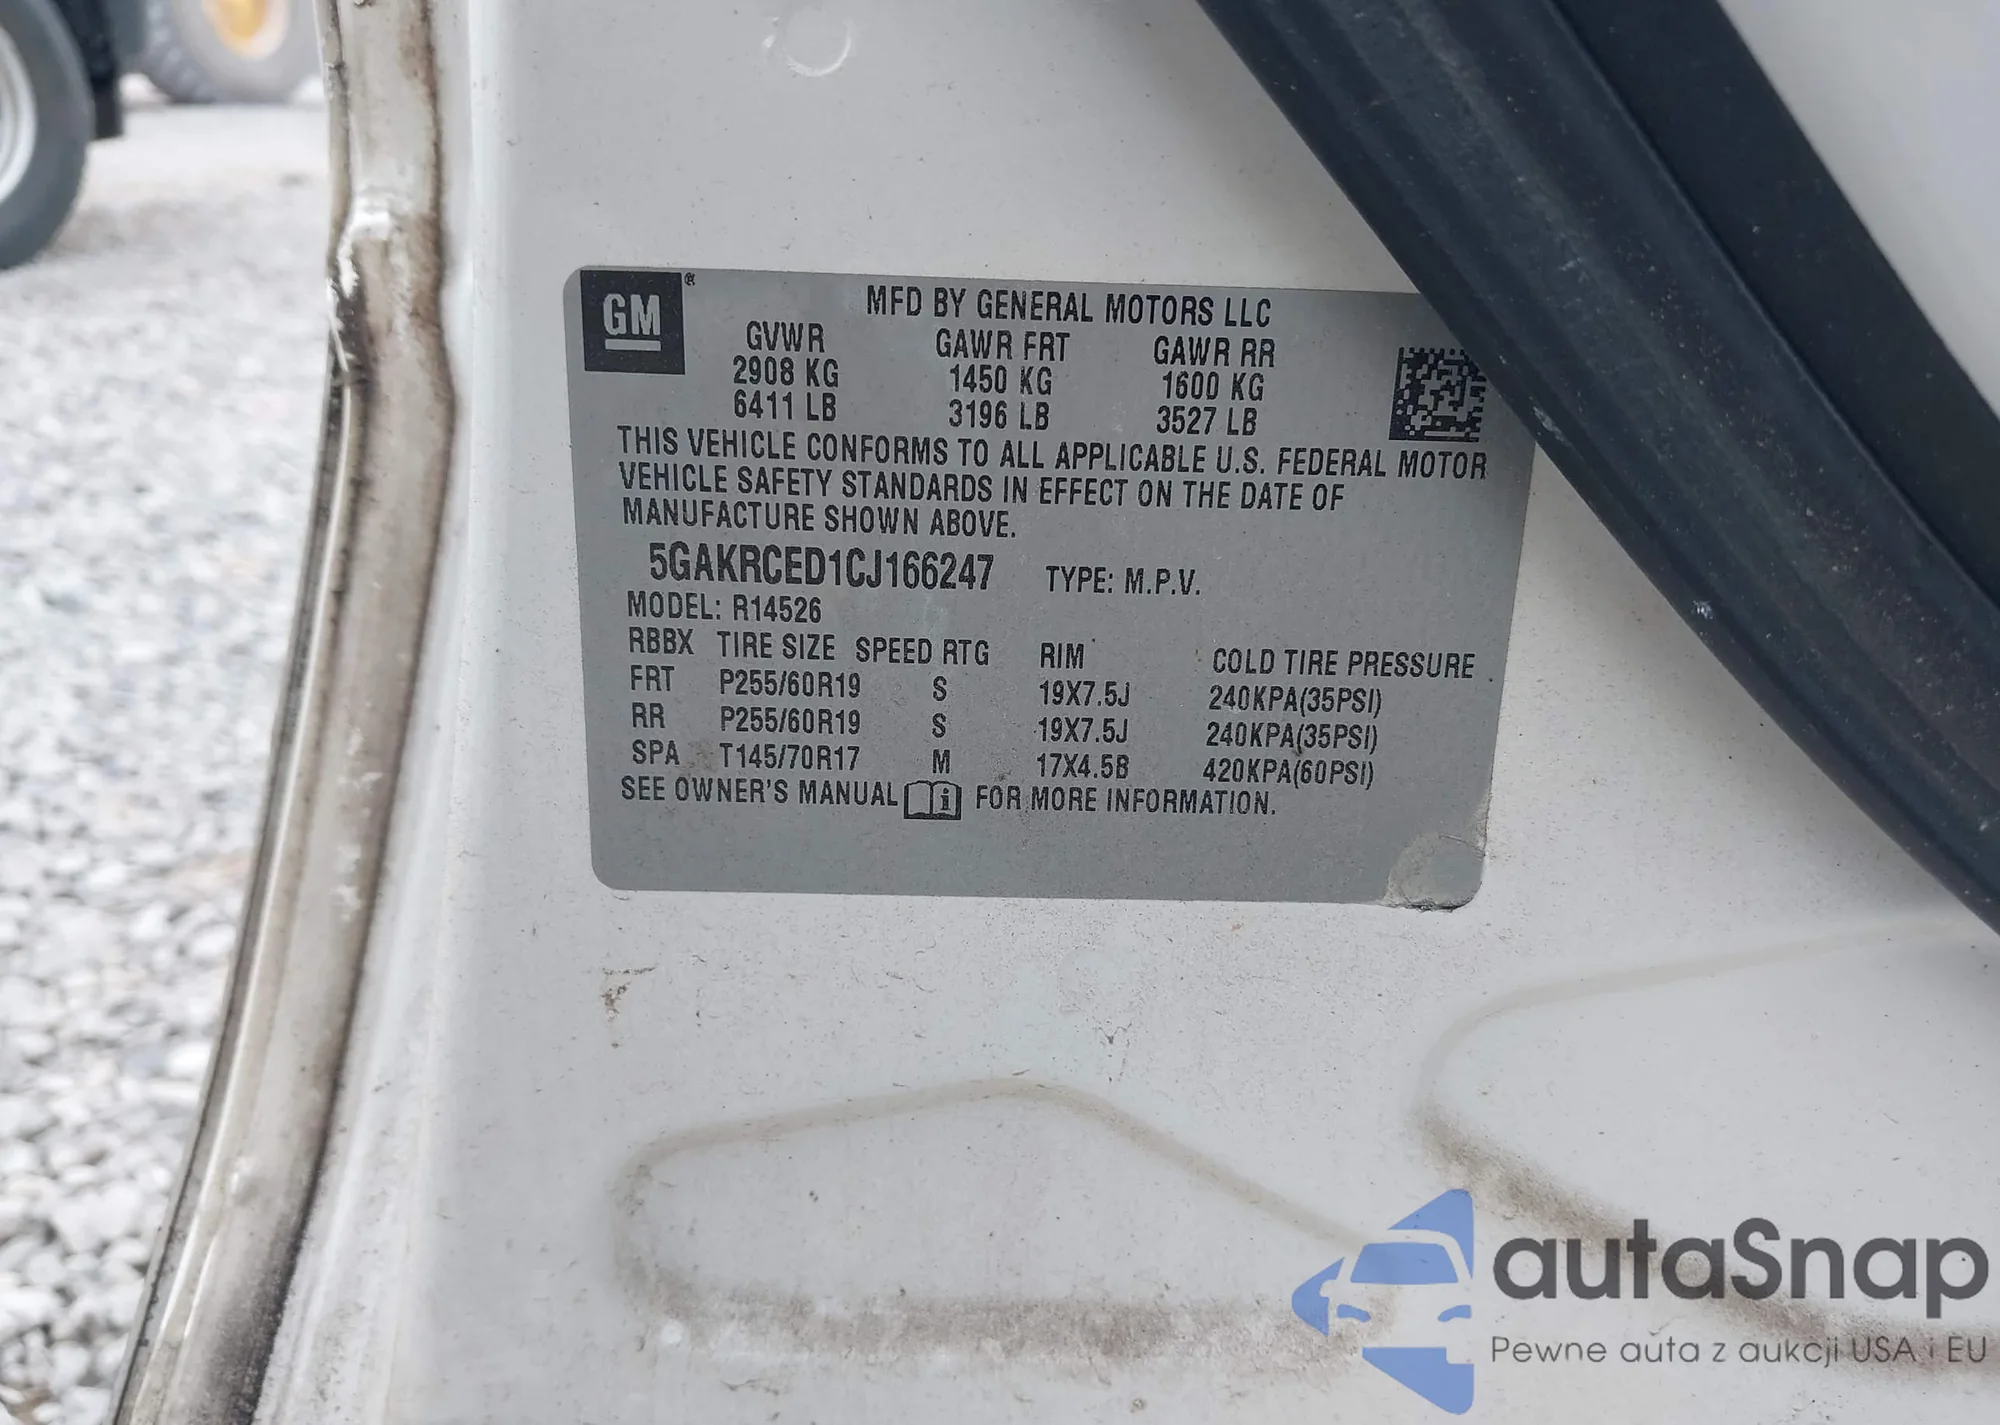 GM ®
MFD BY GENERAL MOTORS LLC
GVWR GAWR FRT GAWR RR
2908 KG 1450 KG 1600 KG
6411 LB 3196 LB 3527 LB
THIS VEHICLE CONFORMS TO ALL APPLICABLE U.S. FEDERAL MOTOR
VEHICLE SAFETY STANDARDS IN EFFECT ON THE DATE OF
MANUFACTURE SHOWN ABOVE.
5GAKRCED1CJ166247 TYPE: M.P.V.
MODEL: R14526
RBBX TIRE SIZE SPEED RTG RIM COLD TIRE PRESSURE
FRT P255/60R19 S 19X7.5J 240KPA(35PSI)
RR P255/60R19 S 19X7.5J 240KPA(35PSI)
SPA T145/70R17 M 17X4.5B 420KPA(60PSI)
SEE OWNER'S MANUAL i FOR MORE INFORMATION.
autaSnap
Pewne auta z aukcji USA i EU